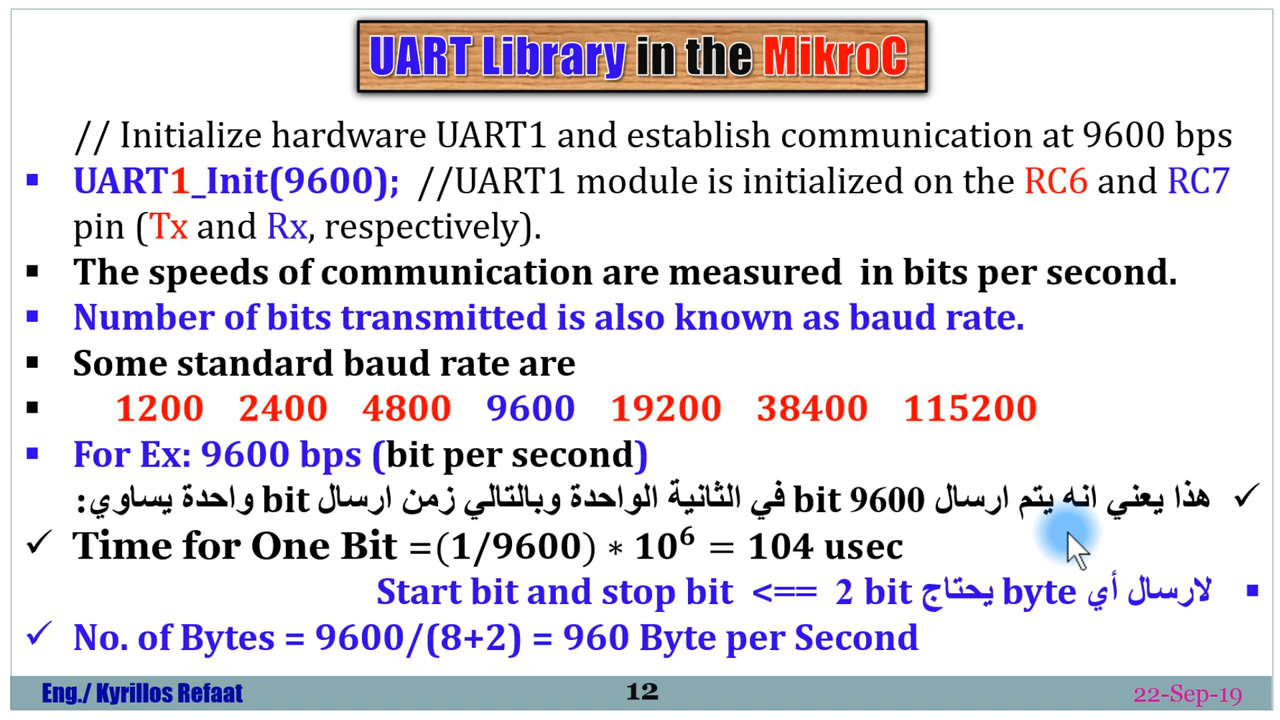 UART Library in the MikroC
// Initialize hardware UART1 and establish communication at 9600 bps
▪ UART1_Init(9600); //UART1 module is initialized on the RC6 and RC7
pin (Tx and Rx, respectively).
▪ The speeds of communication are measured in bits per second.
▪ Number of bits transmitted is also known as baud rate.
▪ Some standard baud rate are
▪ 1200 2400 4800 9600 19200 38400 115200
▪ For Ex: 9600 bps (bit per second)
✓ هذا يعني انه يتم ارسال 9600 bit في الثانية الواحدة وبالتالي زمن ارسال bit واحدة يساوي:
✓ Time for One Bit =(1/9600) ∗ 10⁶ = 104 usec
▪ لارسال أي byte يحتاج 2 bit <== Start bit and stop bit
✓ No. of Bytes = 9600/(8+2) = 960 Byte per Second
Eng./ Kyrillos Refaat 12 22-Sep-19